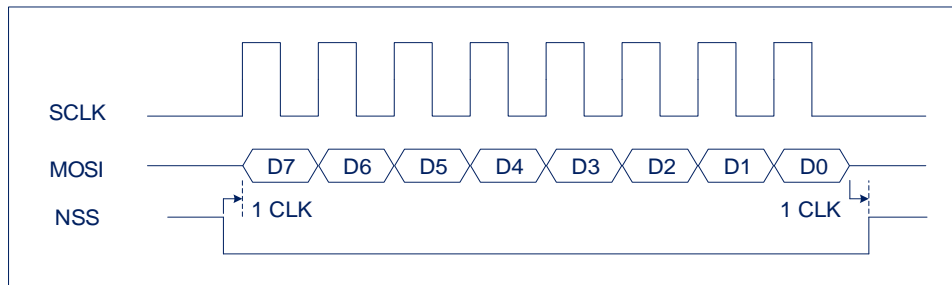 SCLK
MOSI D7 D6 D5 D4 D3 D2 D1 D0
1 CLK 1 CLK
NSS